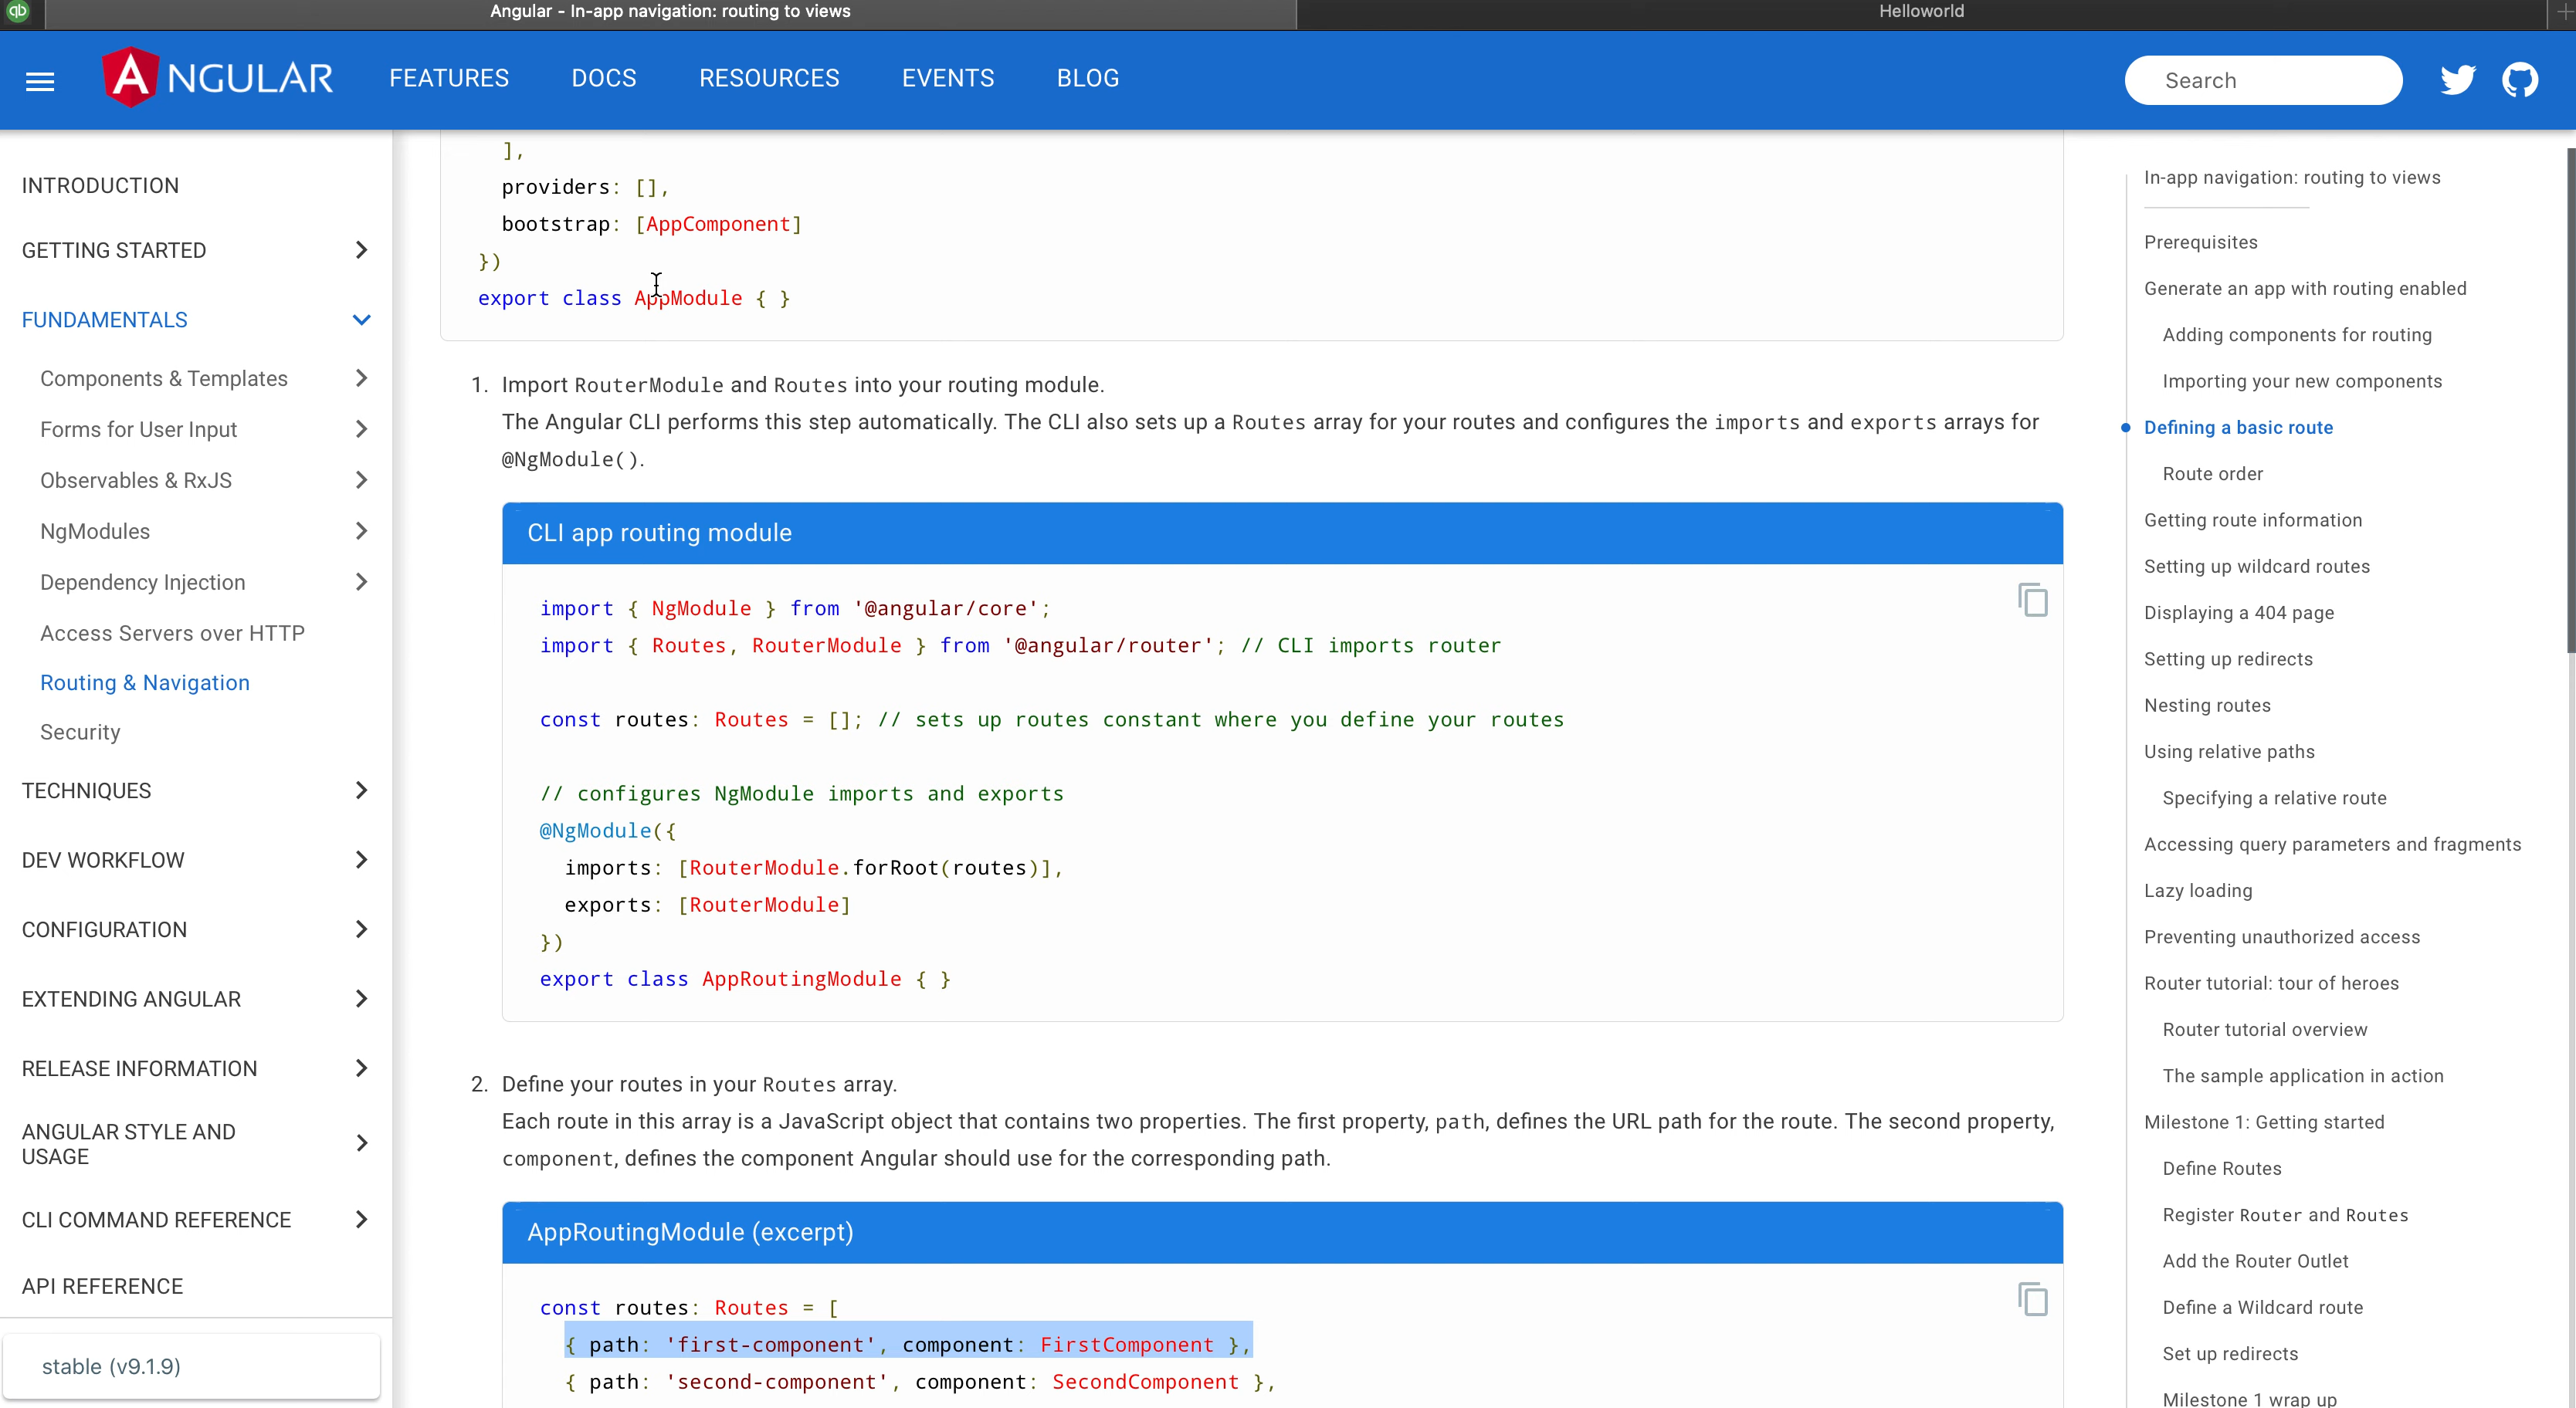 qb
Angular - In-app navigation: routing to views
Helloworld
ANGULAR
FEATURES
DOCS
RESOURCES
EVENTS
BLOG
Search
INTRODUCTION
GETTING STARTED
FUNDAMENTALS
Components & Templates
Forms for User Input
Observables & RxJS
NgModules
Dependency Injection
Access Servers over HTTP
Routing & Navigation
Security
TECHNIQUES
DEV WORKFLOW
CONFIGURATION
EXTENDING ANGULAR
RELEASE INFORMATION
ANGULAR STYLE AND
USAGE
CLI COMMAND REFERENCE
API REFERENCE
stable (v9.1.9)
],
providers: [],
bootstrap: [AppComponent]
})
export class AppModule { }
1. Import RouterModule and Routes into your routing module.
The Angular CLI performs this step automatically. The CLI also sets up a Routes array for your routes and configures the imports and exports arrays for
@NgModule().
CLI app routing module
import { NgModule } from '@angular/core';
import { Routes, RouterModule } from '@angular/router'; // CLI imports router
const routes: Routes = []; // sets up routes constant where you define your routes
// configures NgModule imports and exports
@NgModule({
imports: [RouterModule.forRoot(routes)],
exports: [RouterModule]
})
export class AppRoutingModule { }
2. Define your routes in your Routes array.
Each route in this array is a JavaScript object that contains two properties. The first property, path, defines the URL path for the route. The second property,
component, defines the component Angular should use for the corresponding path.
AppRoutingModule (excerpt)
const routes: Routes = [
{ path: 'first-component', component: FirstComponent },
{ path: 'second-component', component: SecondComponent },
In-app navigation: routing to views
Prerequisites
Generate an app with routing enabled
Adding components for routing
Importing your new components
Defining a basic route
Route order
Getting route information
Setting up wildcard routes
Displaying a 404 page
Setting up redirects
Nesting routes
Using relative paths
Specifying a relative route
Accessing query parameters and fragments
Lazy loading
Preventing unauthorized access
Router tutorial: tour of heroes
Router tutorial overview
The sample application in action
Milestone 1: Getting started
Define Routes
Register Router and Routes
Add the Router Outlet
Define a Wildcard route
Set up redirects
Milestone 1 wrap up